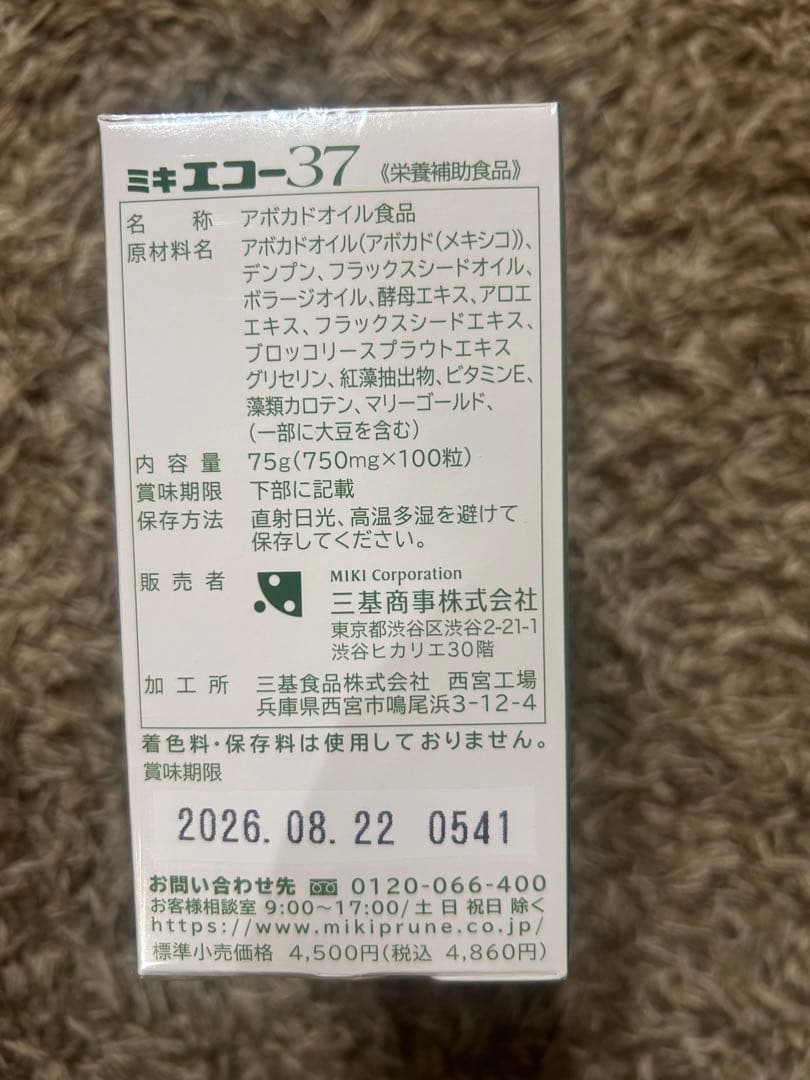 ミキ エコー37 《栄養補助食品》
名称 アボカドオイル食品
原材料名 アボカドオイル(アボカド(メキシコ))、
デンプン、フラックスシードオイル、
ボラージオイル、酵母エキス、アロエ
エキス、フラックスシードエキス、
ブロッコリースプラウトエキス
グリセリン、紅藻抽出物、ビタミンE、
藻類カロテン、マリーゴールド、
(一部に大豆を含む)
内容量 75g(750mg×100粒)
賞味期限 下部に記載
保存方法 直射日光、高温多湿を避けて
保存してください。
販売者 MIKI Corporation
三基商事株式会社
東京都渋谷区渋谷2-21-1
渋谷ヒカリエ30階
加工所 三基食品株式会社 西宮工場
兵庫県西宮市鳴尾浜3-12-4
着色料・保存料は使用しておりません。
賞味期限
2026.08.22 0541
お問い合わせ先 0120-066-400
お客様相談室 9:00〜17:00/土 日 祝日 除く
https://www.mikiprune.co.jp/
標準小売価格 4,500円(税込 4,860円)